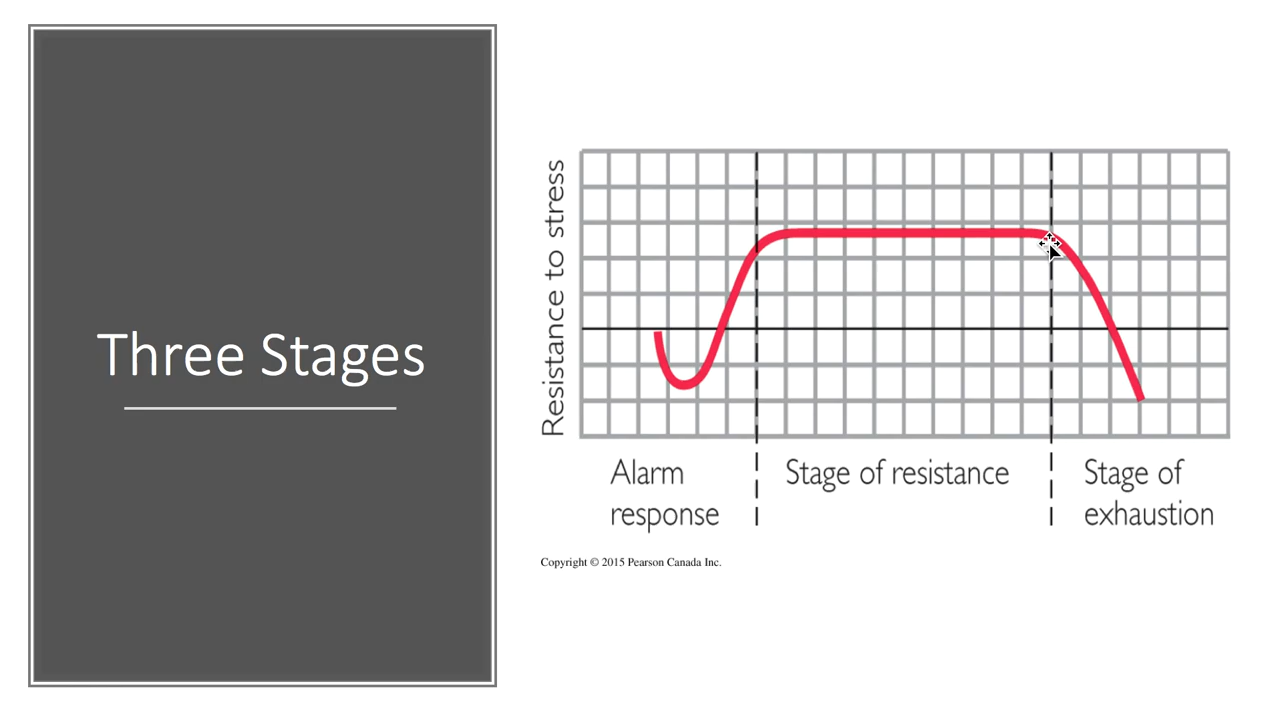 Three Stages
Resistance to stress
Alarm
response
Stage of resistance
Stage of
exhaustion
Copyright © 2015 Pearson Canada Inc.